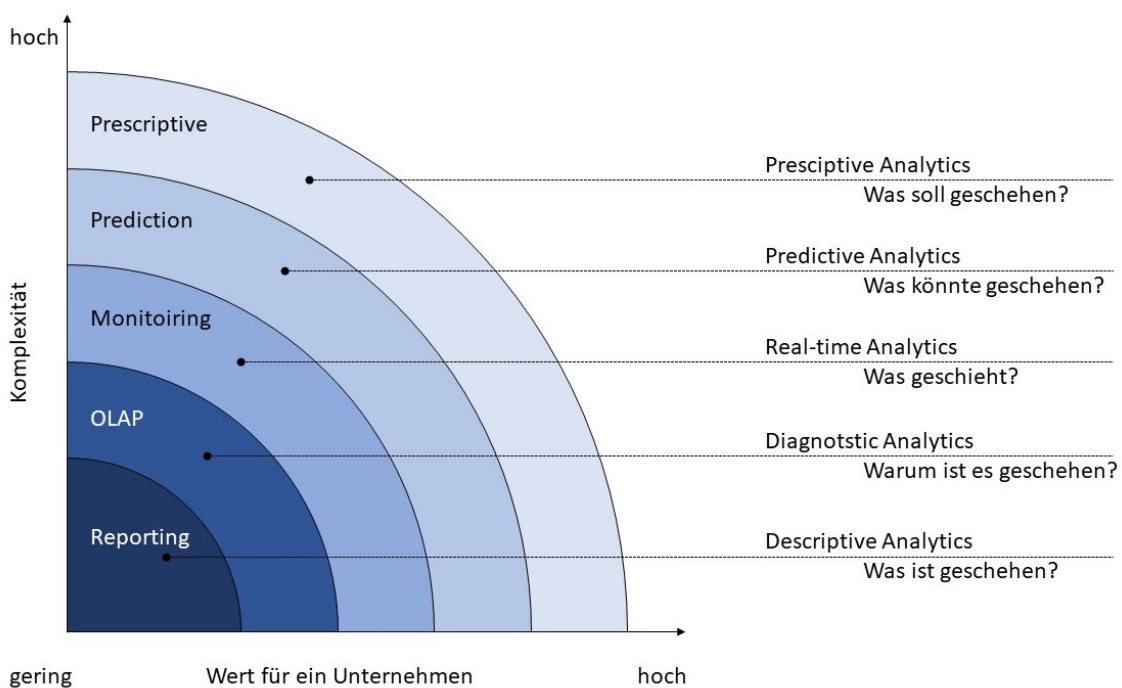 hoch
Prescriptive
Presciptive Analytics
Was soll geschehen?
Prediction
Predictive Analytics
Was könnte geschehen?
Monitoiring
Real-time Analytics
Was geschieht?
Komplexität
OLAP
Diagnotstic Analytics
Warum ist es geschehen?
Reporting
Descriptive Analytics
Was ist geschehen?
gering
Wert für ein Unternehmen
hoch